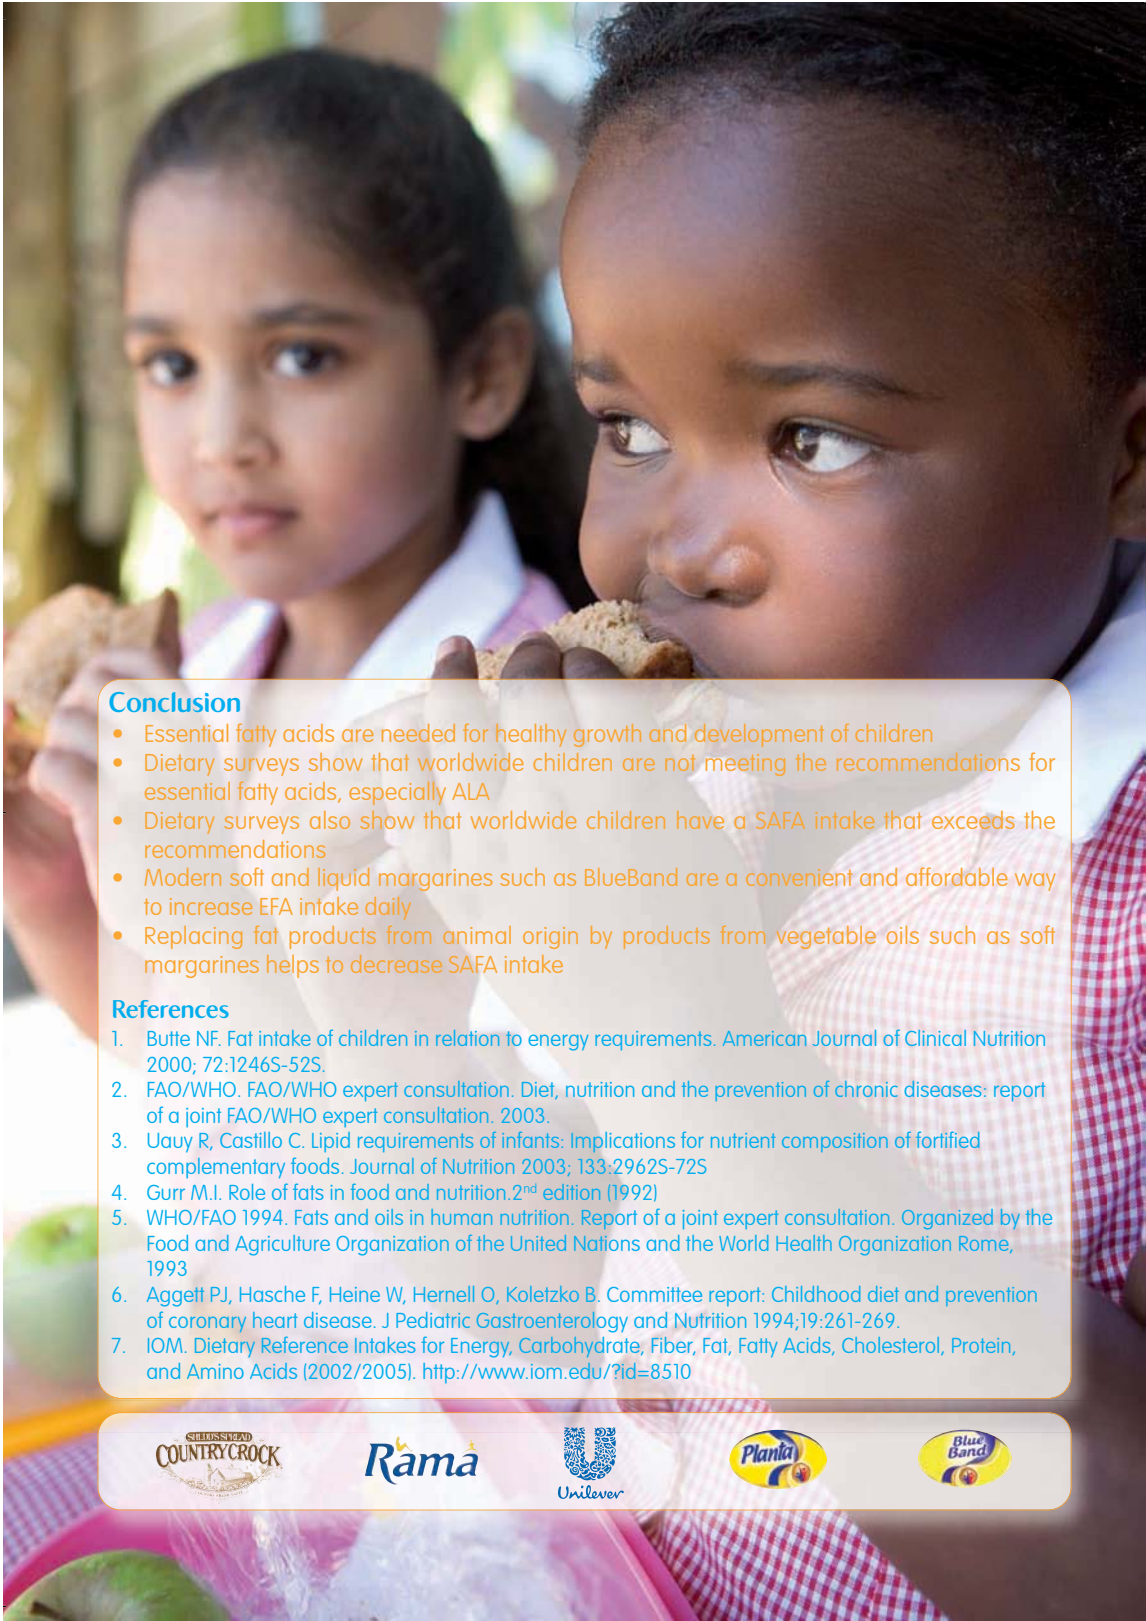 Conclusion
• Essential fatty acids are needed for healthy growth and development of children
• Dietary surveys show that worldwide children are not meeting the recommendations for
essential fatty acids, especially ALA
• Dietary surveys also show that worldwide children have a SAFA intake that exceeds the
recommendations
• Modern soft and liquid margarines such as BlueBand are a convenient and affordable way
to increase EFA intake daily
• Replacing fat products from animal origin by products from vegetable oils such as soft
margarines helps to decrease SAFA intake
References
1. Butte NF. Fat intake of children in relation to energy requirements. American Journal of Clinical Nutrition
2000; 72:1246S-52S.
2. FAO/WHO. FAO/WHO expert consultation. Diet, nutrition and the prevention of chronic diseases: report
of a joint FAO/WHO expert consultation. 2003.
3. Uauy R, Castillo C. Lipid requirements of infants: Implications for nutrient composition of fortified
complementary foods. Journal of Nutrition 2003; 133:2962S-72S
4. Gurr M.I. Role of fats in food and nutrition.2nd edition (1992)
5. WHO/FAO 1994. Fats and oils in human nutrition. Report of a joint expert consultation. Organized by the
Food and Agriculture Organization of the United Nations and the World Health Organization Rome,
1993
6. Aggett PJ, Hasche F, Heine W, Hernell O, Koletzko B. Committee report: Childhood diet and prevention
of coronary heart disease. J Pediatric Gastroenterology and Nutrition 1994;19:261-269.
7. IOM. Dietary Reference Intakes for Energy, Carbohydrate, Fiber, Fat, Fatty Acids, Cholesterol, Protein,
and Amino Acids (2002/2005). http://www.iom.edu/?id=8510
SHEDD'S SPREAD
COUNTRY CROCK
Rama
Unilever
Planta
Blue
Band